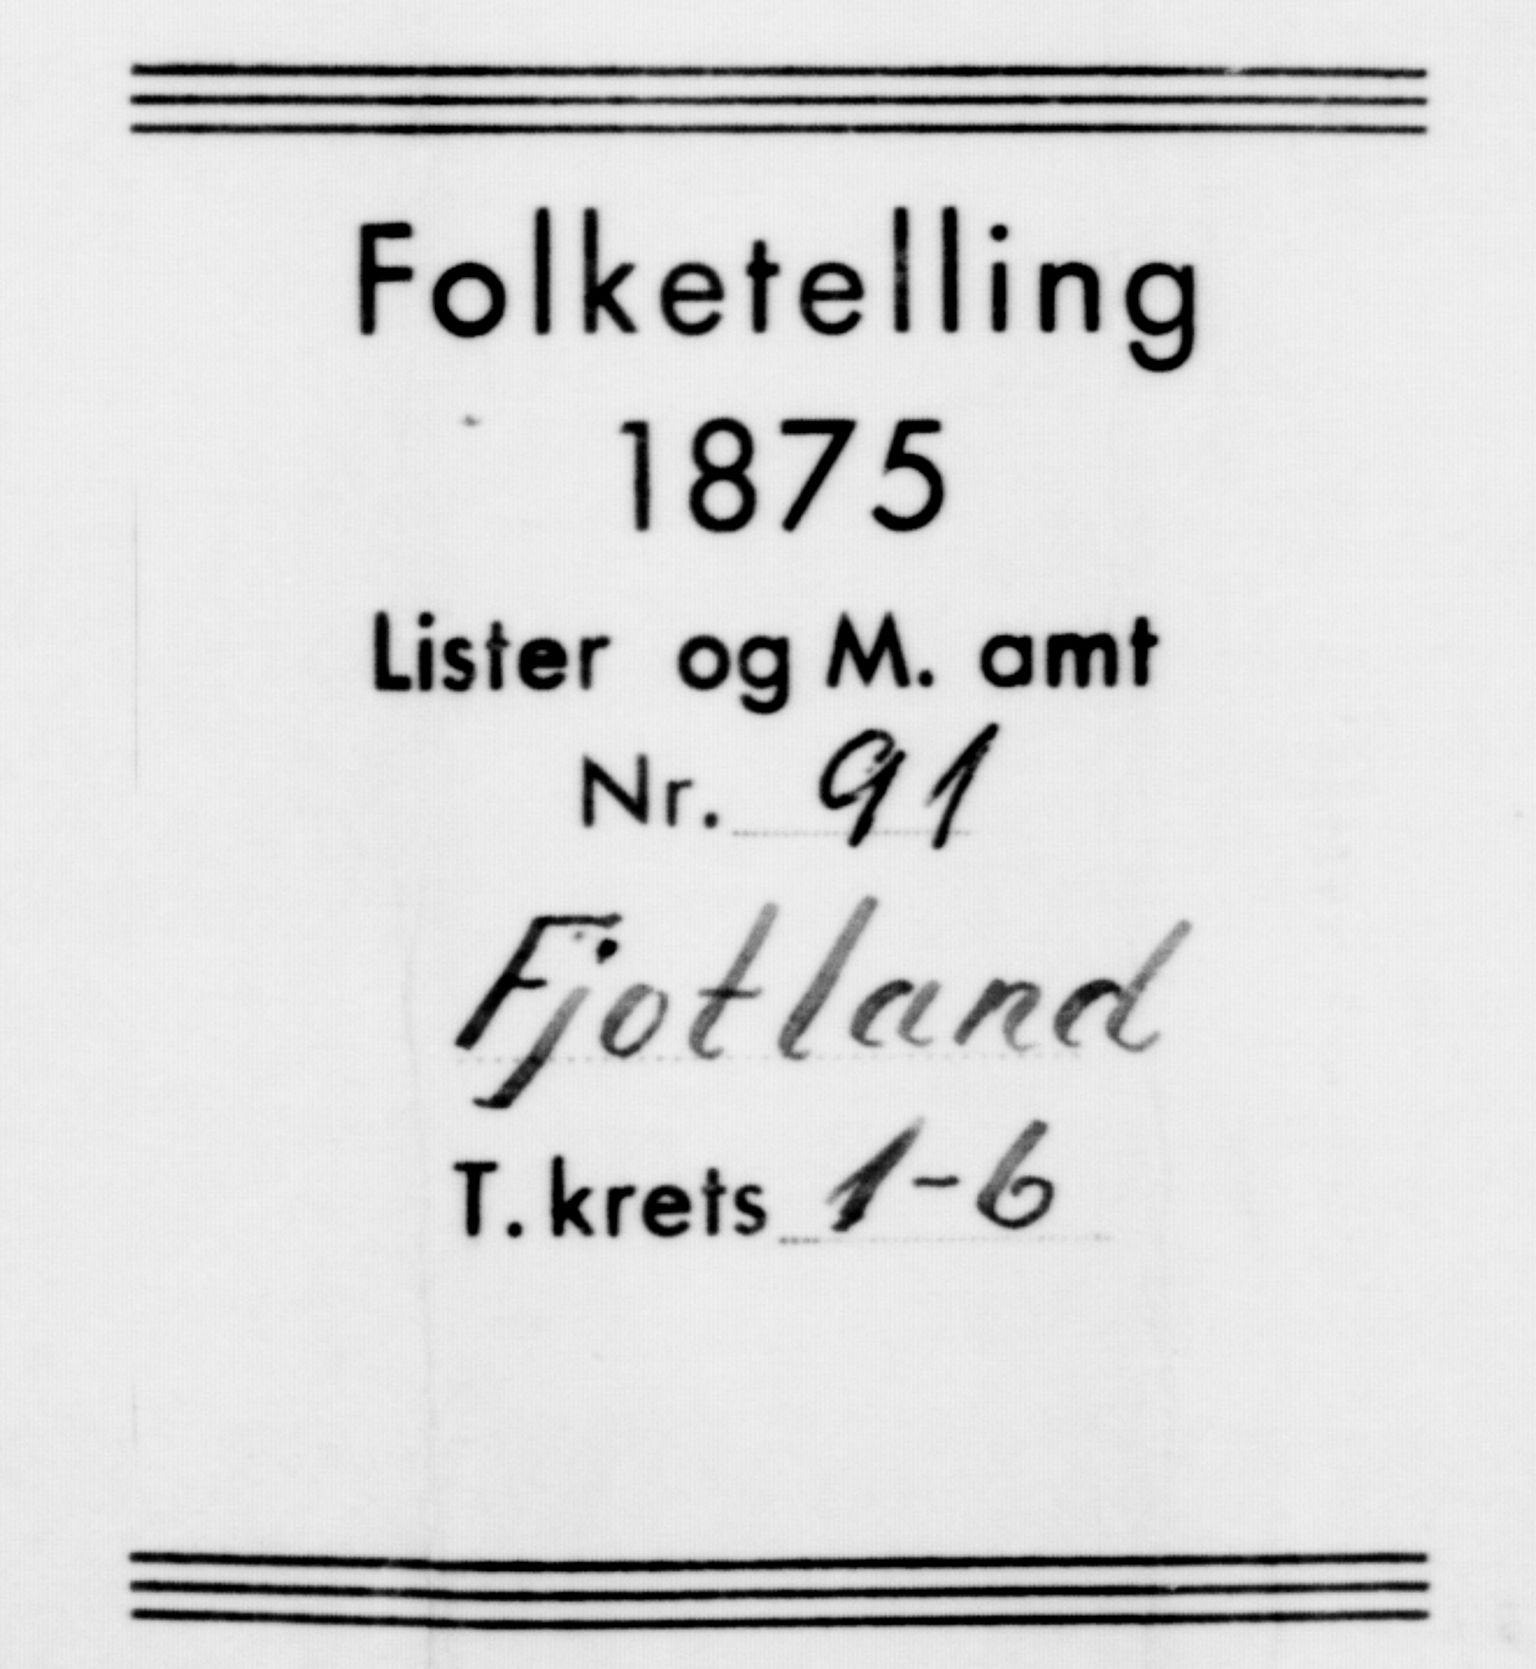 Folketelling
1875
Lister og M. amt
Nr. 91
Fjotland
T. krets 1-6